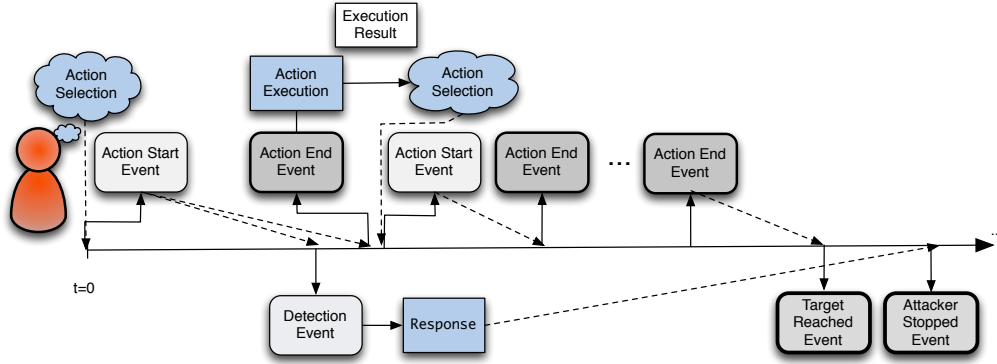 Execution
Result
Action
Selection
Action
Execution
Action
Selection
Action Start
Event
Action End
Event
Action Start
Event
Action End
Event
...
Action End
Event
...
t=0
Detection
Event
Response
Target
Reached
Event
Attacker
Stopped
Event